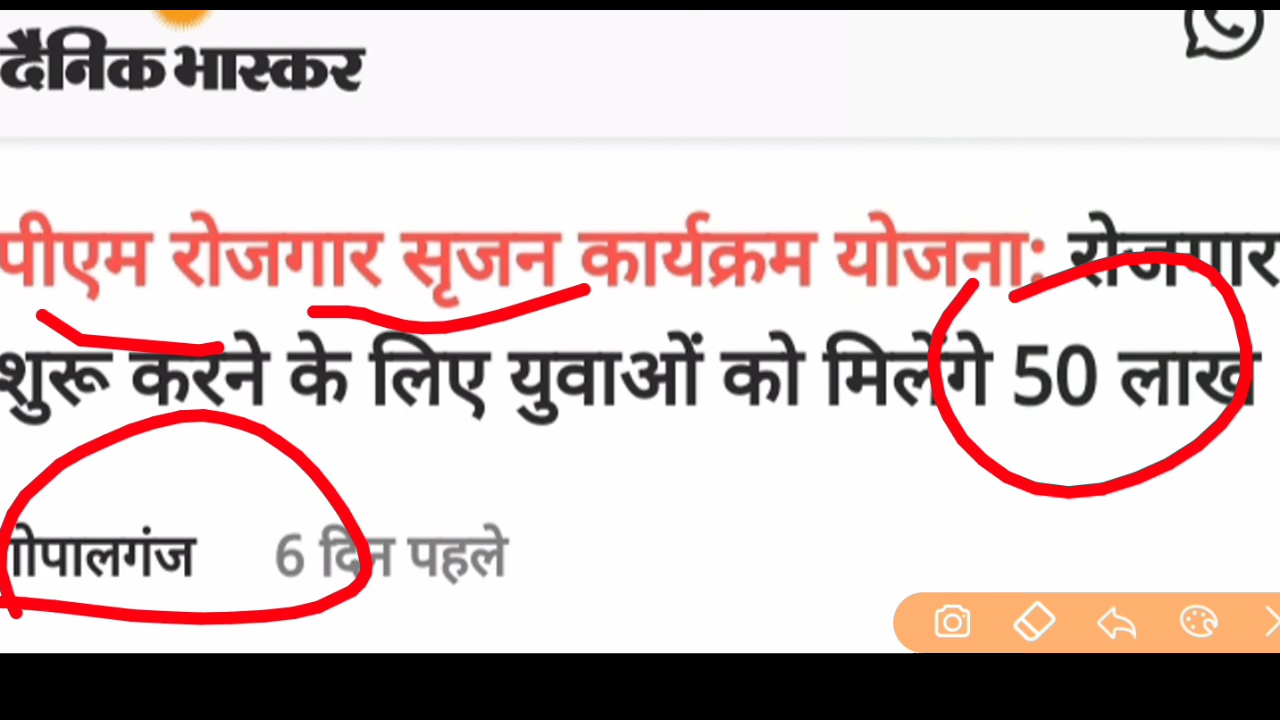 दैनिक भास्कर
पीएम रोजगार सृजन कार्यक्रम योजना: रोजगार
शुरू करने के लिए युवाओं को मिलेंगे 50 लाख
गोपालगंज 6 दिन पहले